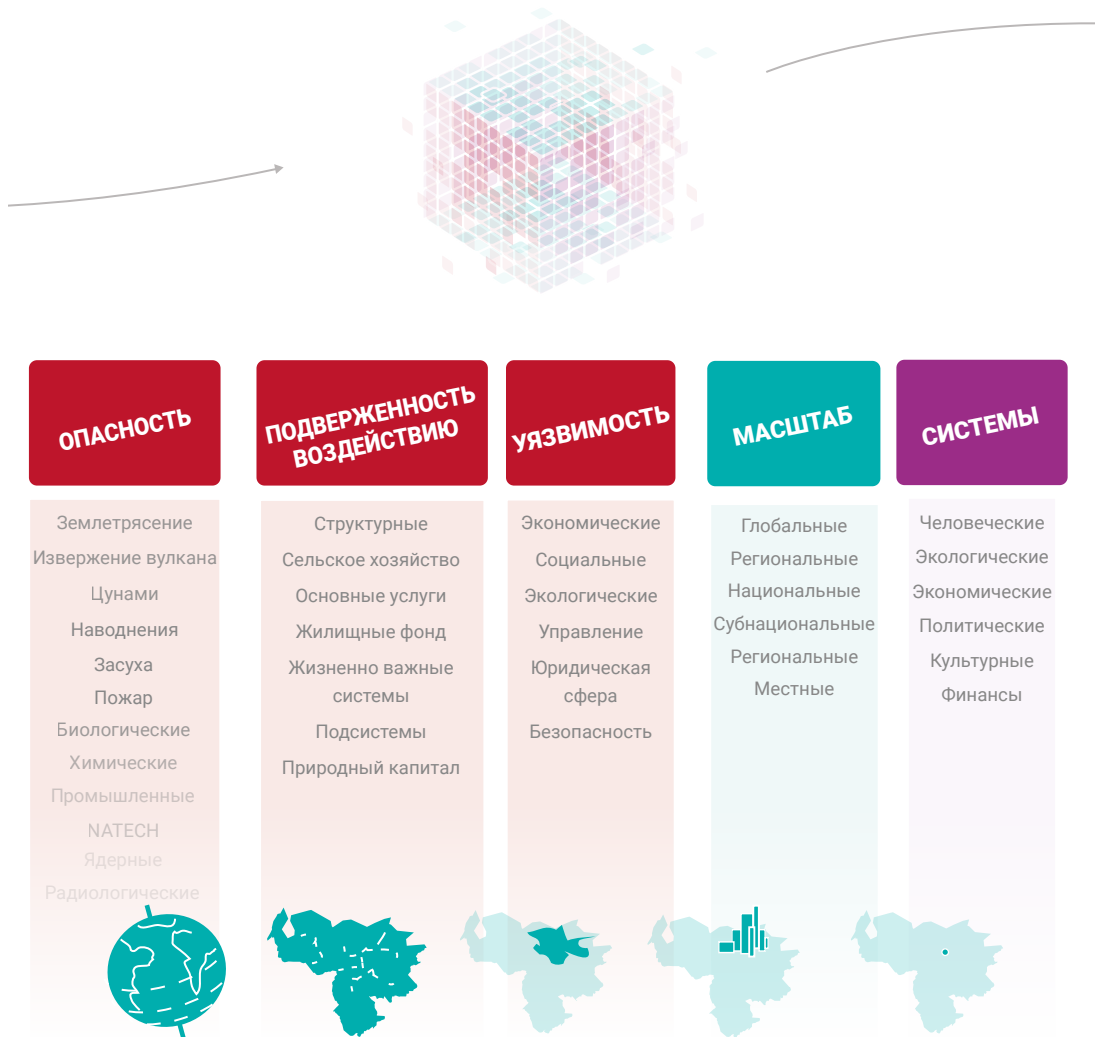 ОПАСНОСТЬ
Землетрясение
Извержение вулкана
Цунами
Наводнения
Засуха
Пожар
Биологические
Химические
Промышленные
NATECH
Ядерные
Радиологические
ПОДВЕРЖЕННОСТЬ
ВОЗДЕЙСТВИЮ
Структурные
Сельское хозяйство
Основные услуги
Жилищные фонд
Жизненно важные
системы
Подсистемы
Природный капитал
УЯЗВИМОСТЬ
Экономические
Социальные
Экологические
Управление
Юридическая
сфера
Безопасность
МАСШТАБ
Глобальные
Региональные
Национальные
Субнациональные
Региональные
Местные
СИСТЕМЫ
Человеческие
Экологические
Экономические
Политические
Культурные
Финансы